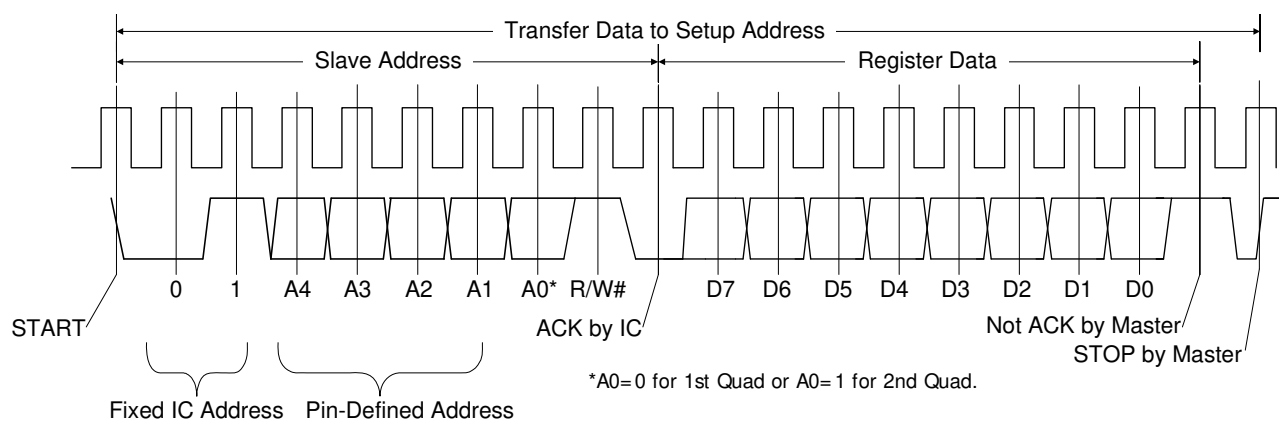 Transfer Data to Setup Address
Slave Address Register Data
0 1 A4 A3 A2 A1 A0* R/W# D7 D6 D5 D4 D3 D2 D1 D0
START ACK by IC Not ACK by Master
STOP by Master
*A0=0 for 1st Quad or A0=1 for 2nd Quad.
Fixed IC Address Pin-Defined Address